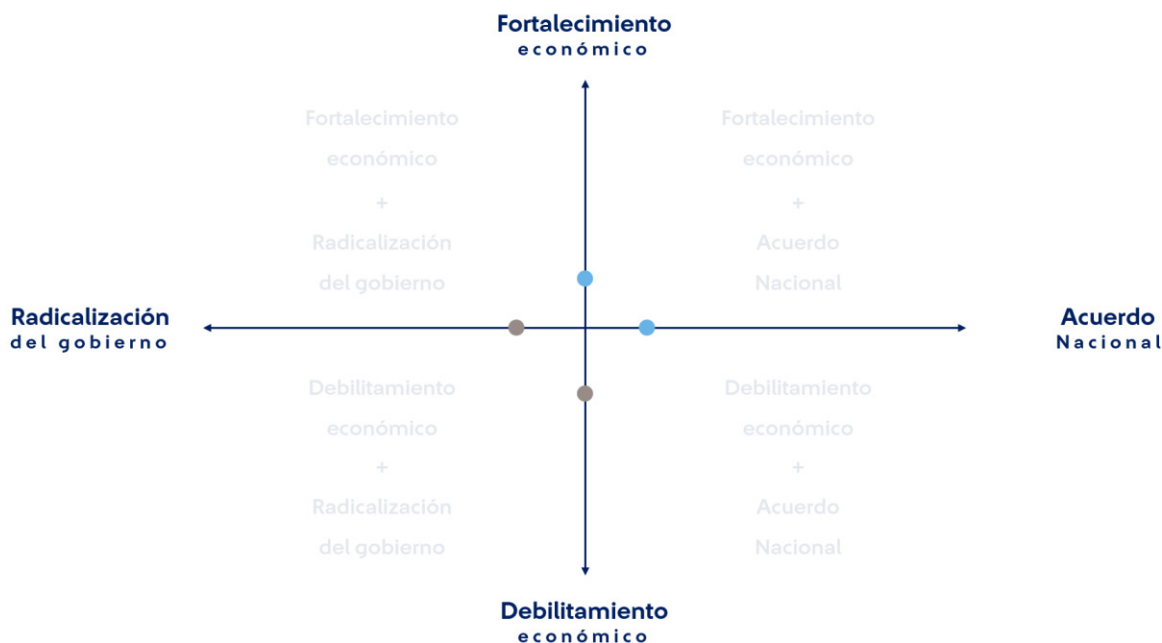 Fortalecimiento
económico
Fortalecimiento
económico
+
Radicalización
del gobierno
Fortalecimiento
económico
+
Acuerdo
Nacional
Radicalización
del gobierno
Acuerdo
Nacional
Debilitamiento
económico
+
Radicalización
del gobierno
Debilitamiento
económico
+
Acuerdo
Nacional
Debilitamiento
económico